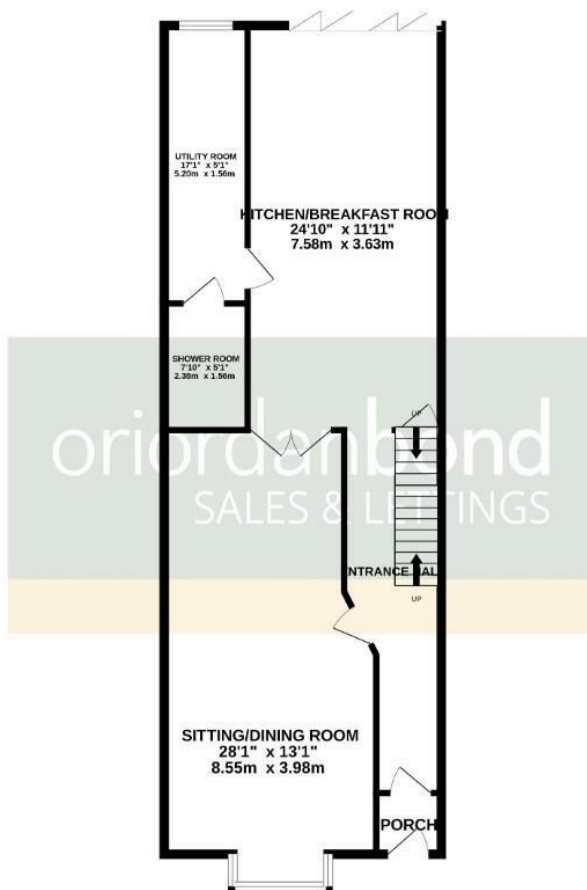 UTILITY ROOM
17'1" x 5'1"
5.20m x 1.56m
KITCHEN/BREAKFAST ROOM
24'10" x 11'11"
7.58m x 3.63m
SHOWER ROOM
7'10" x 5'1"
2.38m x 1.56m
UP
oriordanbond
SALES & LETTINGS
ENTRANCE HALL
UP
SITTING/DINING ROOM
28'1" x 13'1"
8.55m x 3.98m
PORCH